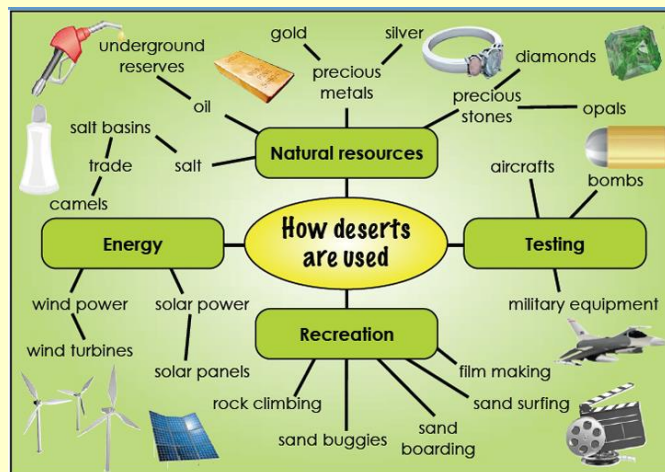 gold
silver
underground
reserves
diamonds
precious
metals
precious
stones
oil
opals
salt basins
Natural resources
trade
salt
aircrafts
bombs
camels
How deserts
are used
Energy
Testing
wind power
solar power
military equipment
Recreation
wind turbines
solar panels
film making
rock climbing
sand surfing
sand buggies
sand
boarding